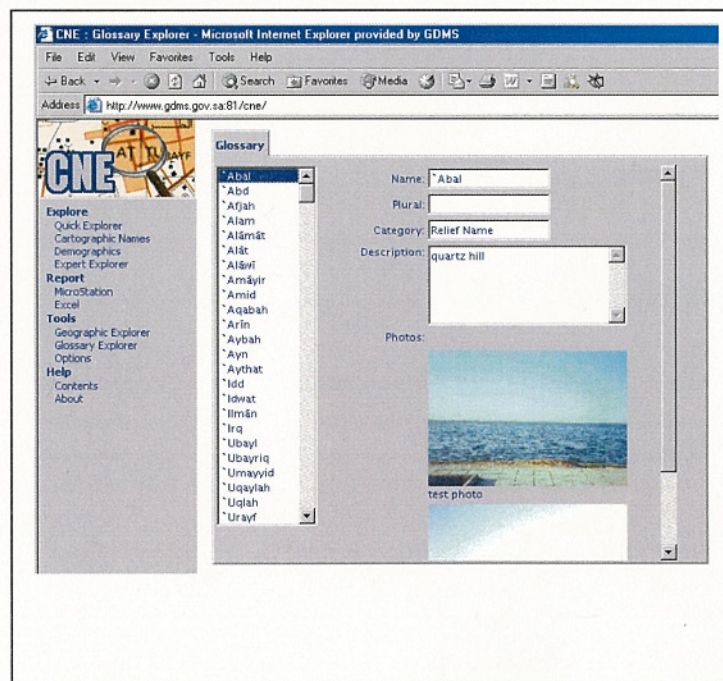 CNE : Glossary Explorer - Microsoft Internet Explorer provided by GDMS
File Edit View Favorites Tools Help
Back Search Favorites Media
Address http://www.gdms.gov.sa:81/cne/
CNE
AT TU
URAYF
Explore
Quick Explorer
Cartographic Names
Demographics
Expert Explorer
Report
MicroStation
Excel
Tools
Geographic Explorer
Glossary Explorer
Options
Help
Contents
About
Glossary
`Abal
`Abd
`Afjah
`Alam
`Alāmāt
`Alāt
`Alāwī
`Amāyir
`Amid
`Aqabah
`Arīn
`Aybah
`Ayn
`Aythat
`Idd
`Idwat
`Ilmān
`Irq
`Ubayl
`Ubayriq
`Umayyid
`Uqaylah
`Uqlah
`Urayf
Name: `Abal
Plural:
Category: Relief Name
Description: quartz hill
Photos:
test photo